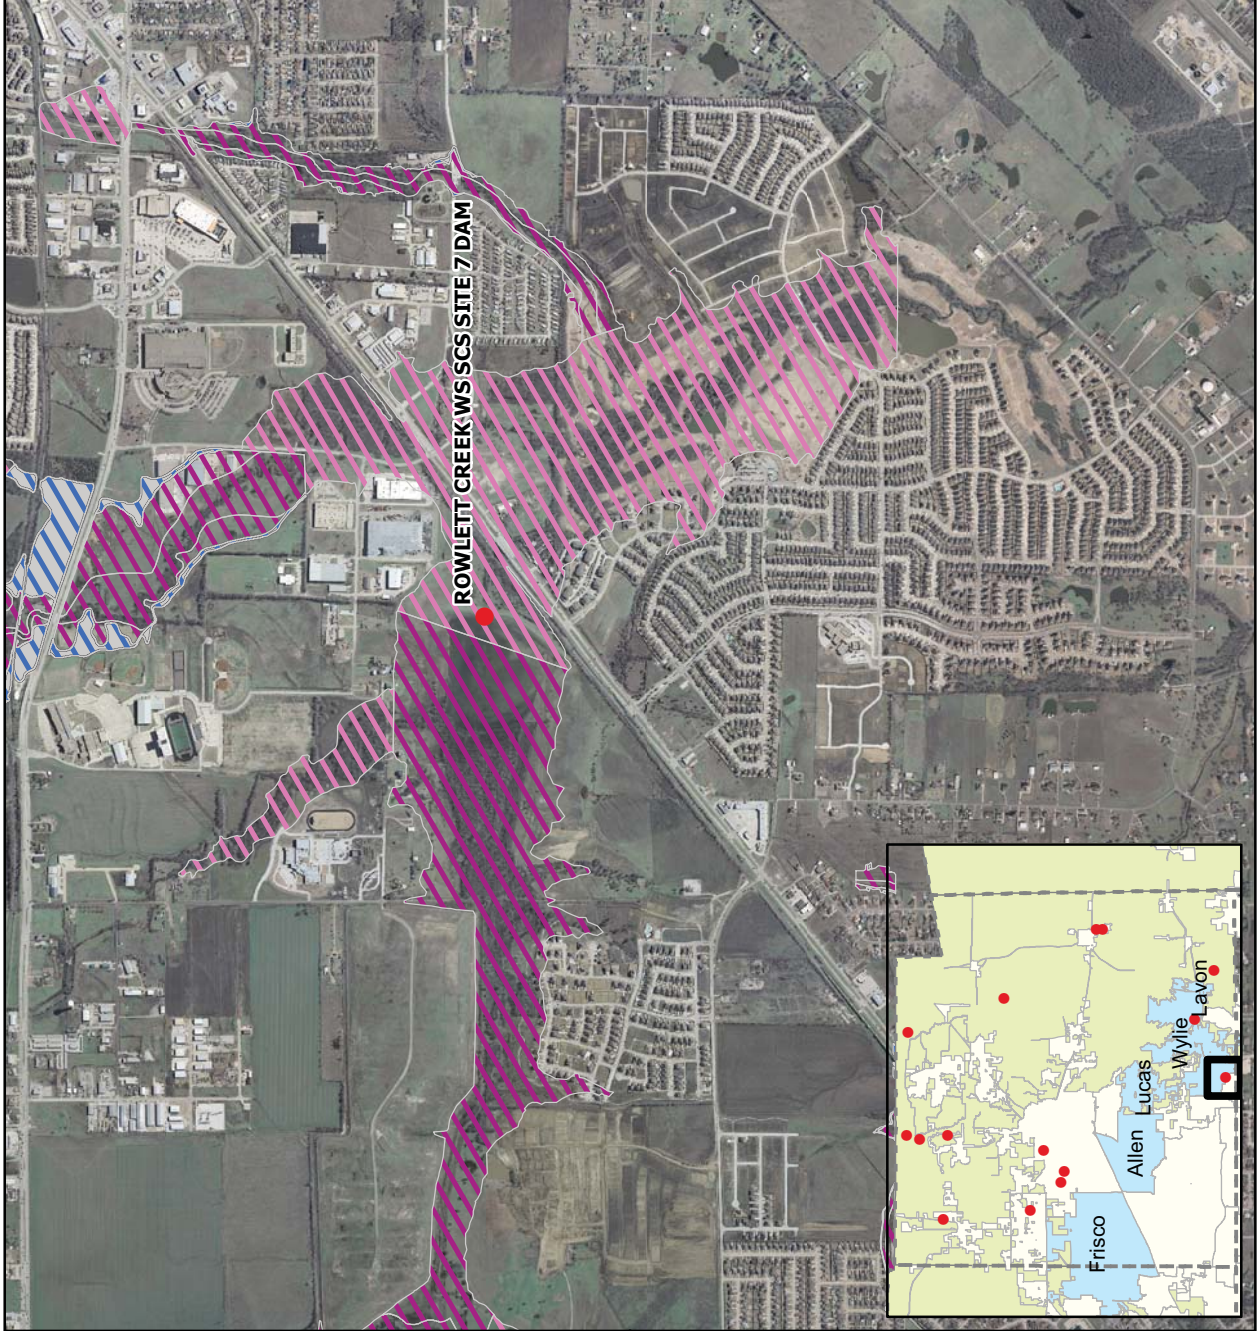 ROWLETT CREEK WS SCS SITE 7 DAM
Frisco
Allen
Lucas
Wylie
Lavon